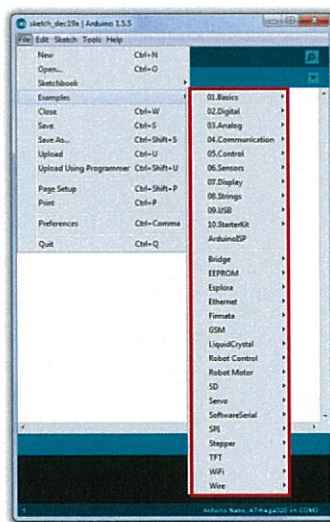 sketch_dec19a | Arduino 1.5.5
File Edit Sketch Tools Help
New Ctrl+N
Open... Ctrl+O
Sketchbook
Examples
Close Ctrl+W
Save Ctrl+S
Save As... Ctrl+Shift+S
Upload Ctrl+U
Upload Using Programmer Ctrl+Shift+U
Page Setup Ctrl+Shift+P
Print Ctrl+P
Preferences Ctrl+Comma
Quit Ctrl+Q
01.Basics
02.Digital
03.Analog
04.Communication
05.Control
06.Sensors
07.Display
08.Strings
09.USB
10.StarterKit
ArduinoISP
Bridge
EEPROM
Esplora
Ethernet
Firmata
GSM
LiquidCrystal
Robot Control
Robot Motor
SD
Servo
SoftwareSerial
SPI
Stepper
TFT
WiFi
Wire
1 Arduino Nano, ATmega328 on COM3